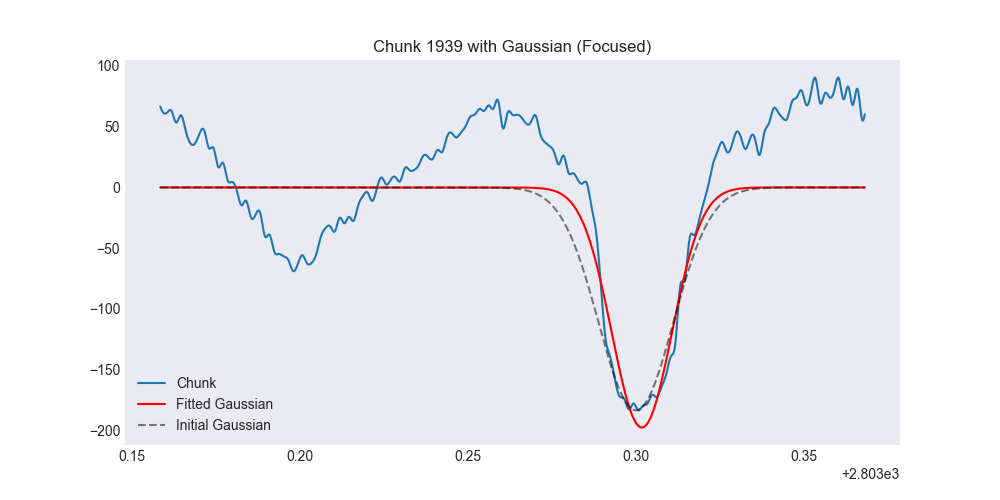 Chunk 1939 with Gaussian (Focused)
100
50
0
−50
−100
−150
−200
Chunk
Fitted Gaussian
Initial Gaussian
0.15 0.20 0.25 0.30 0.35
+2.803e3